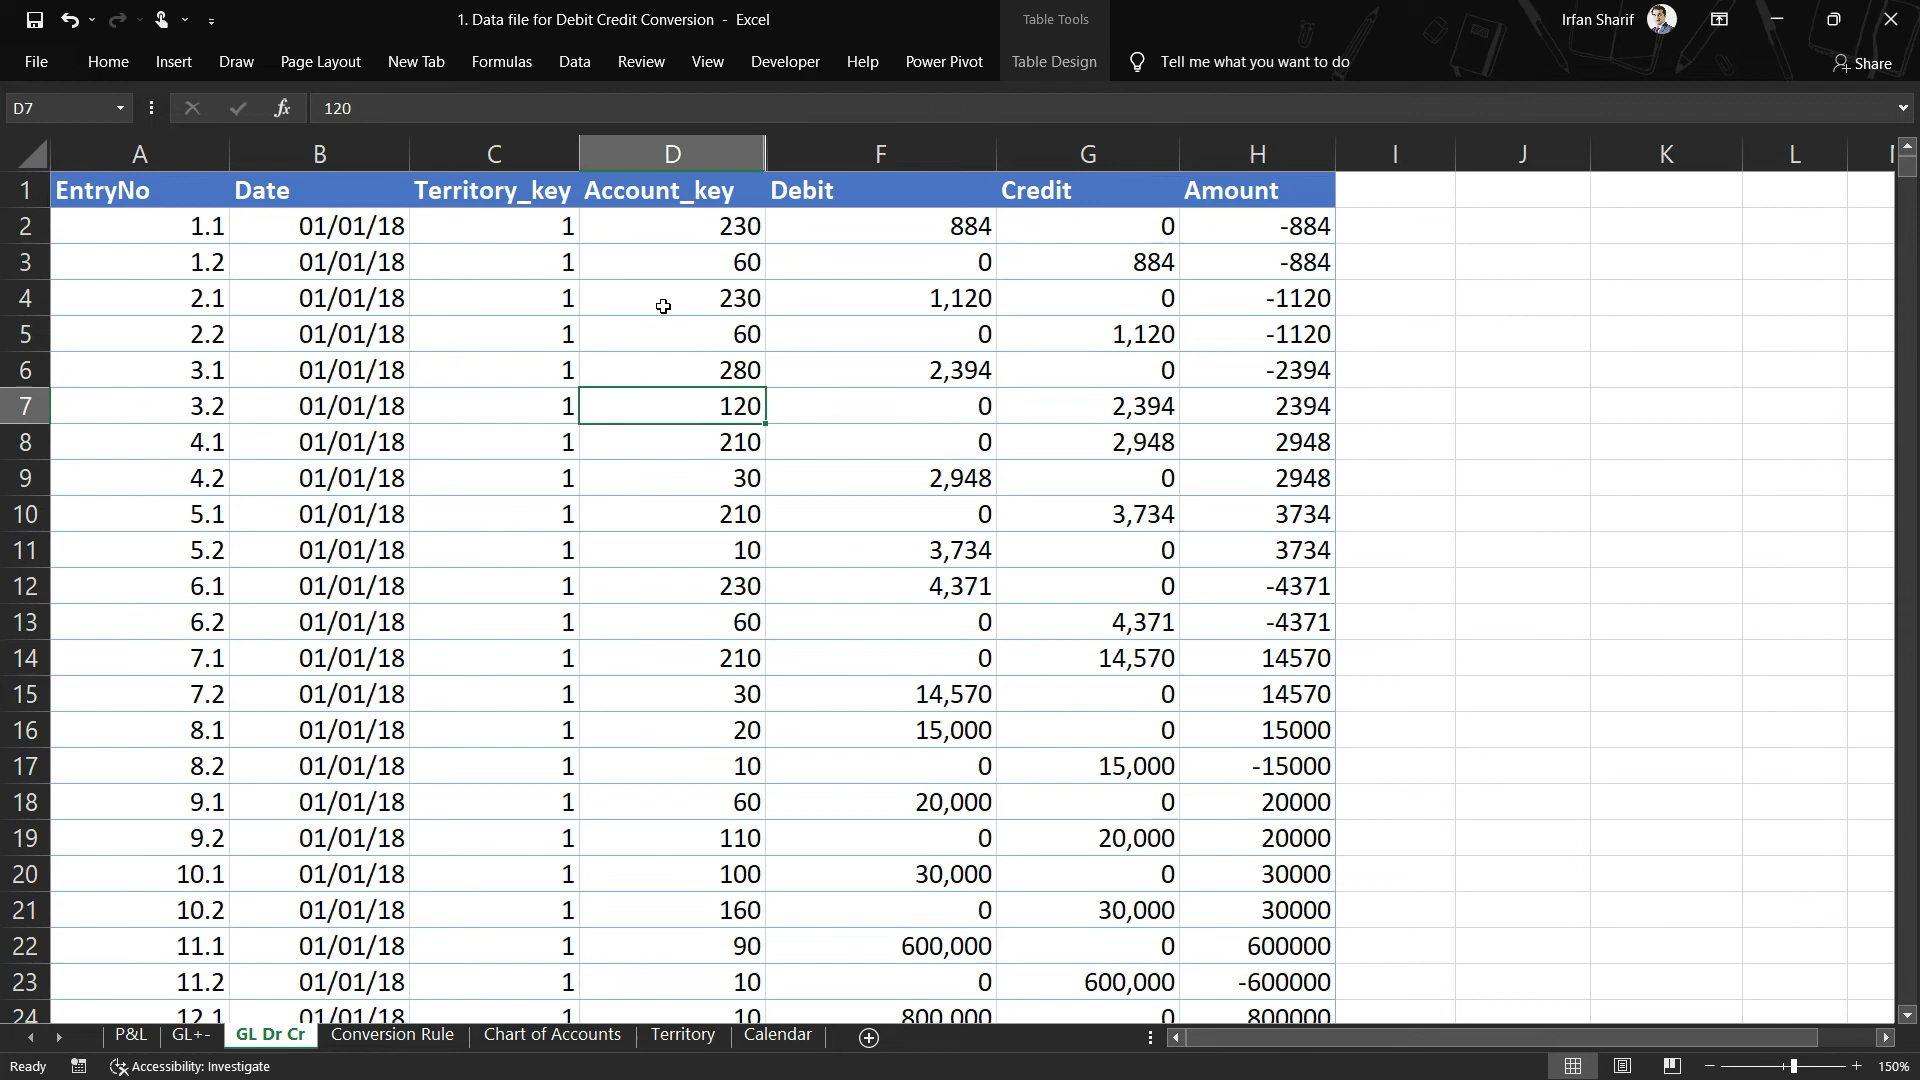 1. Data file for Debit Credit Conversion - Excel
Table Tools
Irfan Sharif
File Home Insert Draw Page Layout New Tab Formulas Data Review View Developer Help Power Pivot Table Design Tell me what you want to do Share
D7 fx 120
A B C D F G H I J K L
1 EntryNo Date Territory_key Account_key Debit Credit Amount
2 1.1 01/01/18 1 230 884 0 -884
3 1.2 01/01/18 1 60 0 884 -884
4 2.1 01/01/18 1 230 1,120 0 -1120
5 2.2 01/01/18 1 60 0 1,120 -1120
6 3.1 01/01/18 1 280 2,394 0 -2394
7 3.2 01/01/18 1 120 0 2,394 2394
8 4.1 01/01/18 1 210 0 2,948 2948
9 4.2 01/01/18 1 30 2,948 0 2948
10 5.1 01/01/18 1 210 0 3,734 3734
11 5.2 01/01/18 1 10 3,734 0 3734
12 6.1 01/01/18 1 230 4,371 0 -4371
13 6.2 01/01/18 1 60 0 4,371 -4371
14 7.1 01/01/18 1 210 0 14,570 14570
15 7.2 01/01/18 1 30 14,570 0 14570
16 8.1 01/01/18 1 20 15,000 0 15000
17 8.2 01/01/18 1 10 0 15,000 -15000
18 9.1 01/01/18 1 60 20,000 0 20000
19 9.2 01/01/18 1 110 0 20,000 20000
20 10.1 01/01/18 1 100 30,000 0 30000
21 10.2 01/01/18 1 160 0 30,000 30000
22 11.1 01/01/18 1 90 600,000 0 600000
23 11.2 01/01/18 1 10 0 600,000 -600000
24 12.1 01/01/18 1 10 800,000 0 800000
P&L GL+- GL Dr Cr Conversion Rule Chart of Accounts Territory Calendar
Ready Accessibility: Investigate 150%